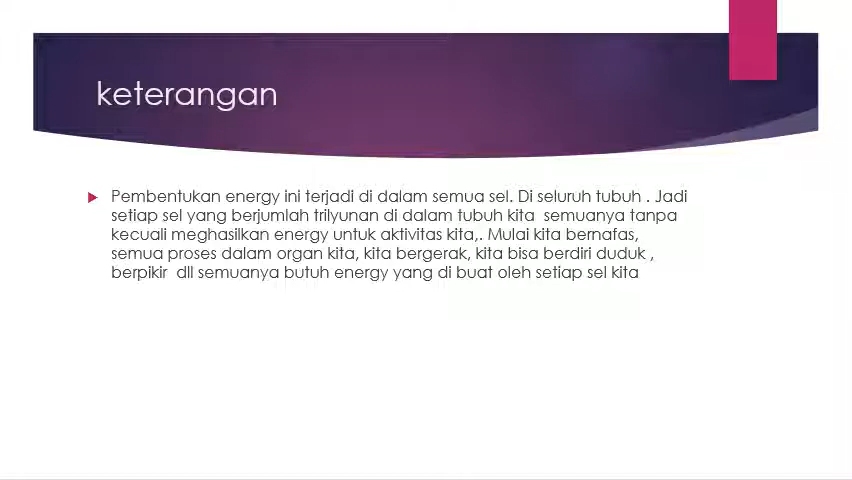 keterangan
Pembentukan energy ini terjadi di dalam semua sel. Di seluruh tubuh . Jadi
setiap sel yang berjumlah trilyunan di dalam tubuh kita  semuanya tanpa
kecuali meghasilkan energy untuk aktivitas kita,. Mulai kita bernafas,
semua proses dalam organ kita, kita bergerak, kita bisa berdiri duduk ,
berpikir  dll semuanya butuh energy yang di buat oleh setiap sel kita